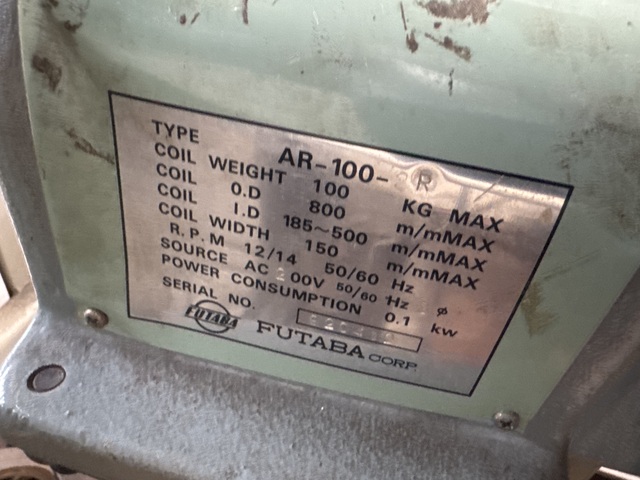 TYPE AR-100- R
COIL WEIGHT 100 KG MAX
COIL O.D 800 m/mMAX
COIL I.D 185~500 m/mMAX
COIL WIDTH 150 m/mMAX
R.P.M 12/14 50/60 Hz
SOURCE AC 200V 50/60 Hz ø
POWER CONSUMPTION 0.1 kw
SERIAL NO.
FUTABA FUTABA CORP.